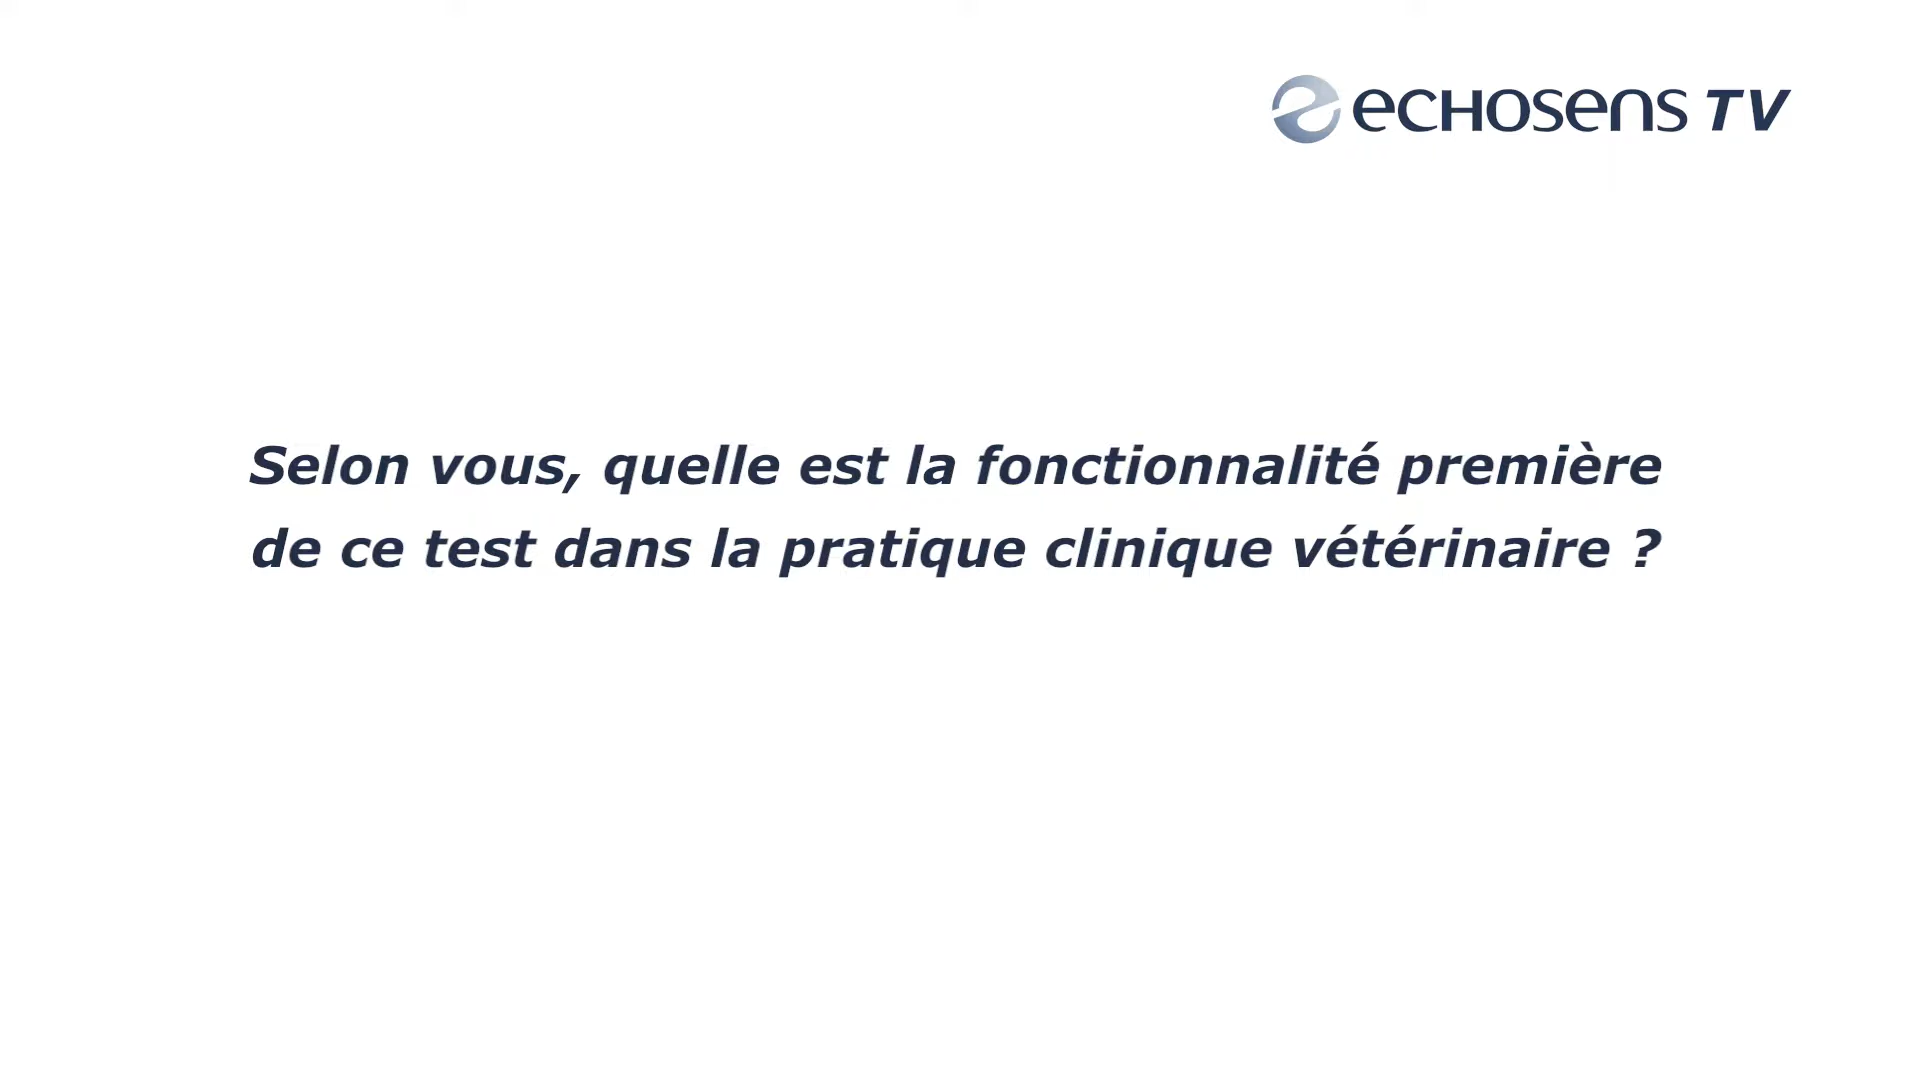 echosens TV
Selon vous, quelle est la fonctionnalité première
de ce test dans la pratique clinique vétérinaire ?